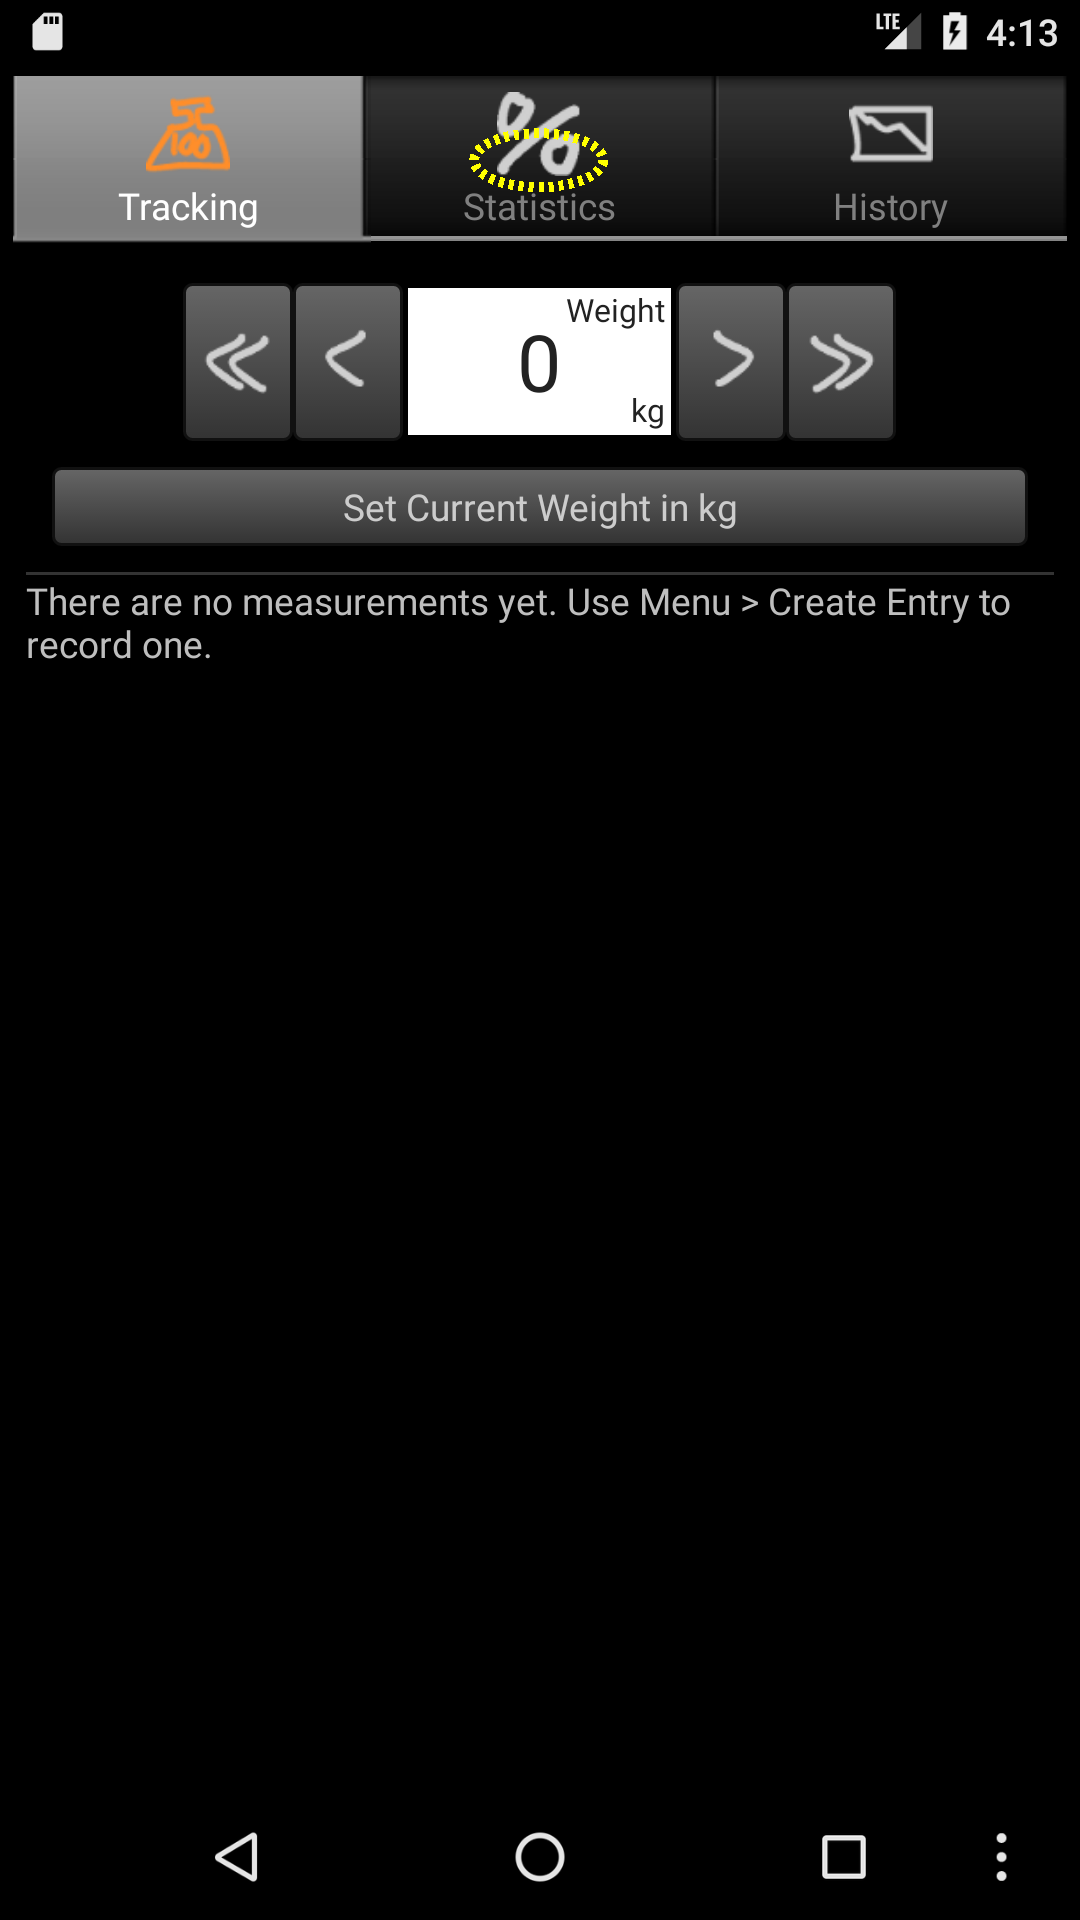 LTE 4:13
100
Tracking Statistics History
Weight
0
kg
Set Current Weight in kg
There are no measurements yet. Use Menu > Create Entry to
record one.